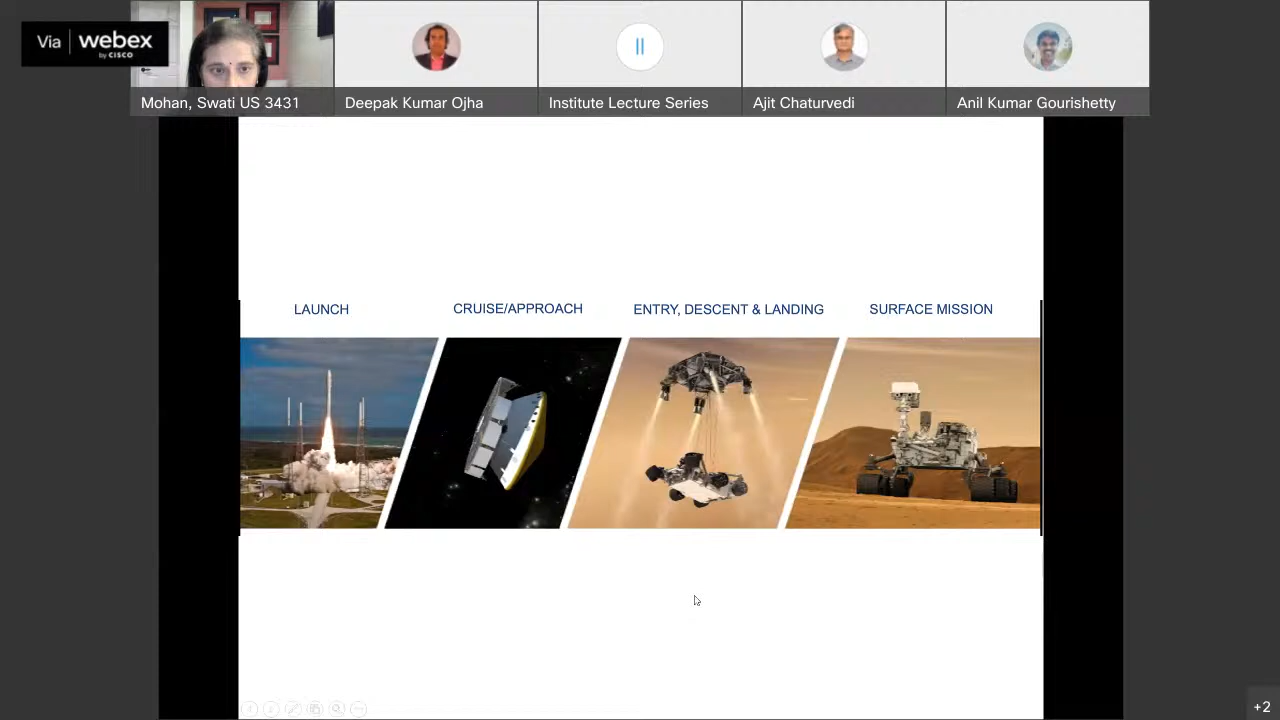 Via webex
by CISCO
Mohan, Swati US 3431
Deepak Kumar Ojha
Institute Lecture Series
Ajit Chaturvedi
Anil Kumar Gourishetty
LAUNCH
CRUISE/APPROACH
ENTRY, DESCENT & LANDING
SURFACE MISSION
+2